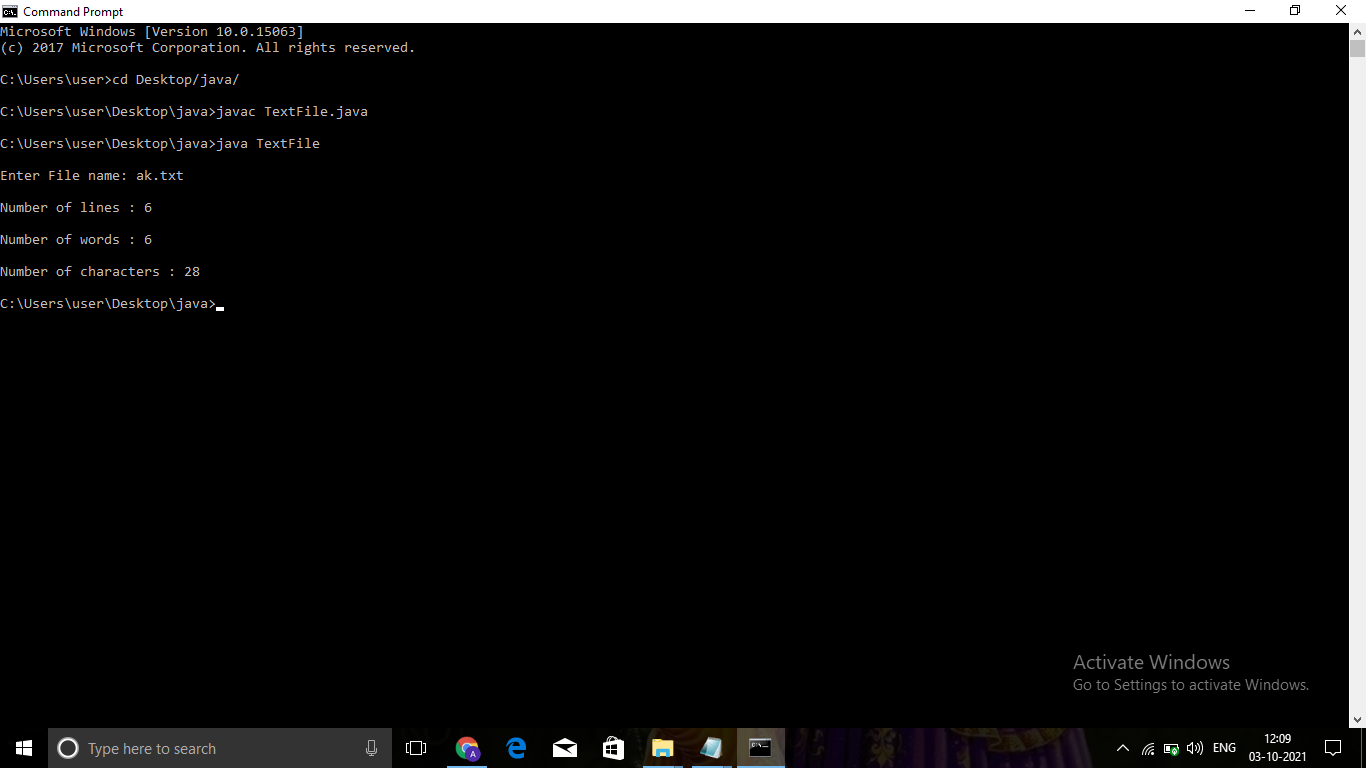 Command Prompt
Microsoft Windows [Version 10.0.15063]
(c) 2017 Microsoft Corporation. All rights reserved.
C:\Users\user>cd Desktop/java/
C:\Users\user\Desktop\java>javac TextFile.java
C:\Users\user\Desktop\java>java TextFile
Enter File name: ak.txt
Number of lines : 6
Number of words : 6
Number of characters : 28
C:\Users\user\Desktop\java>
Activate Windows
Go to Settings to activate Windows.
Type here to search
A
ENG
12:09
03-10-2021